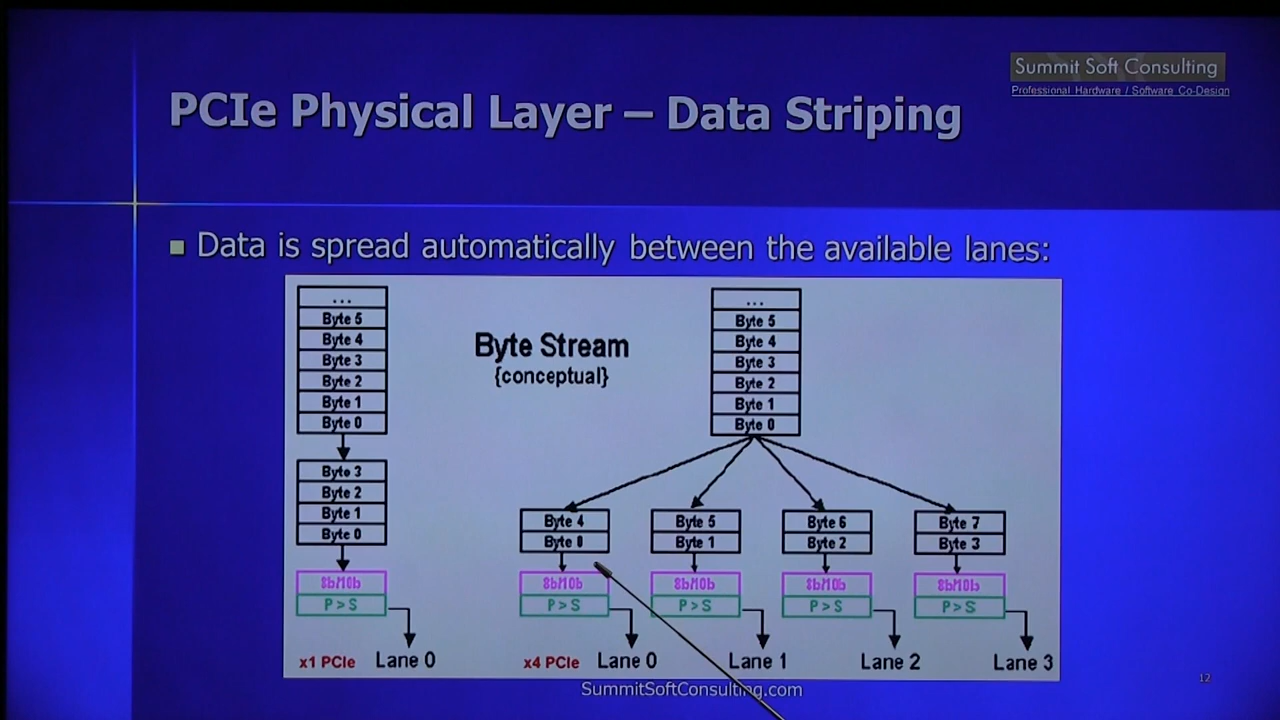 Summit Soft Consulting
Professional Hardware / Software Co-Design
PCIe Physical Layer – Data Striping
Data is spread automatically between the available lanes:
Byte Stream
{conceptual}
...
Byte 5
Byte 4
Byte 3
Byte 2
Byte 1
Byte 0
Byte 3
Byte 2
Byte 1
Byte 0
8b/10b
P > S
x1 PCIe
Lane 0
...
Byte 5
Byte 4
Byte 3
Byte 2
Byte 1
Byte 0
Byte 4
Byte 0
8b/10b
P > S
x4 PCIe
Lane 0
Byte 5
Byte 1
8b/10b
P > S
Lane 1
Byte 6
Byte 2
8b/10b
P > S
Lane 2
Byte 7
Byte 3
8b/10b
P > S
Lane 3
SummitSoftConsulting.com
12